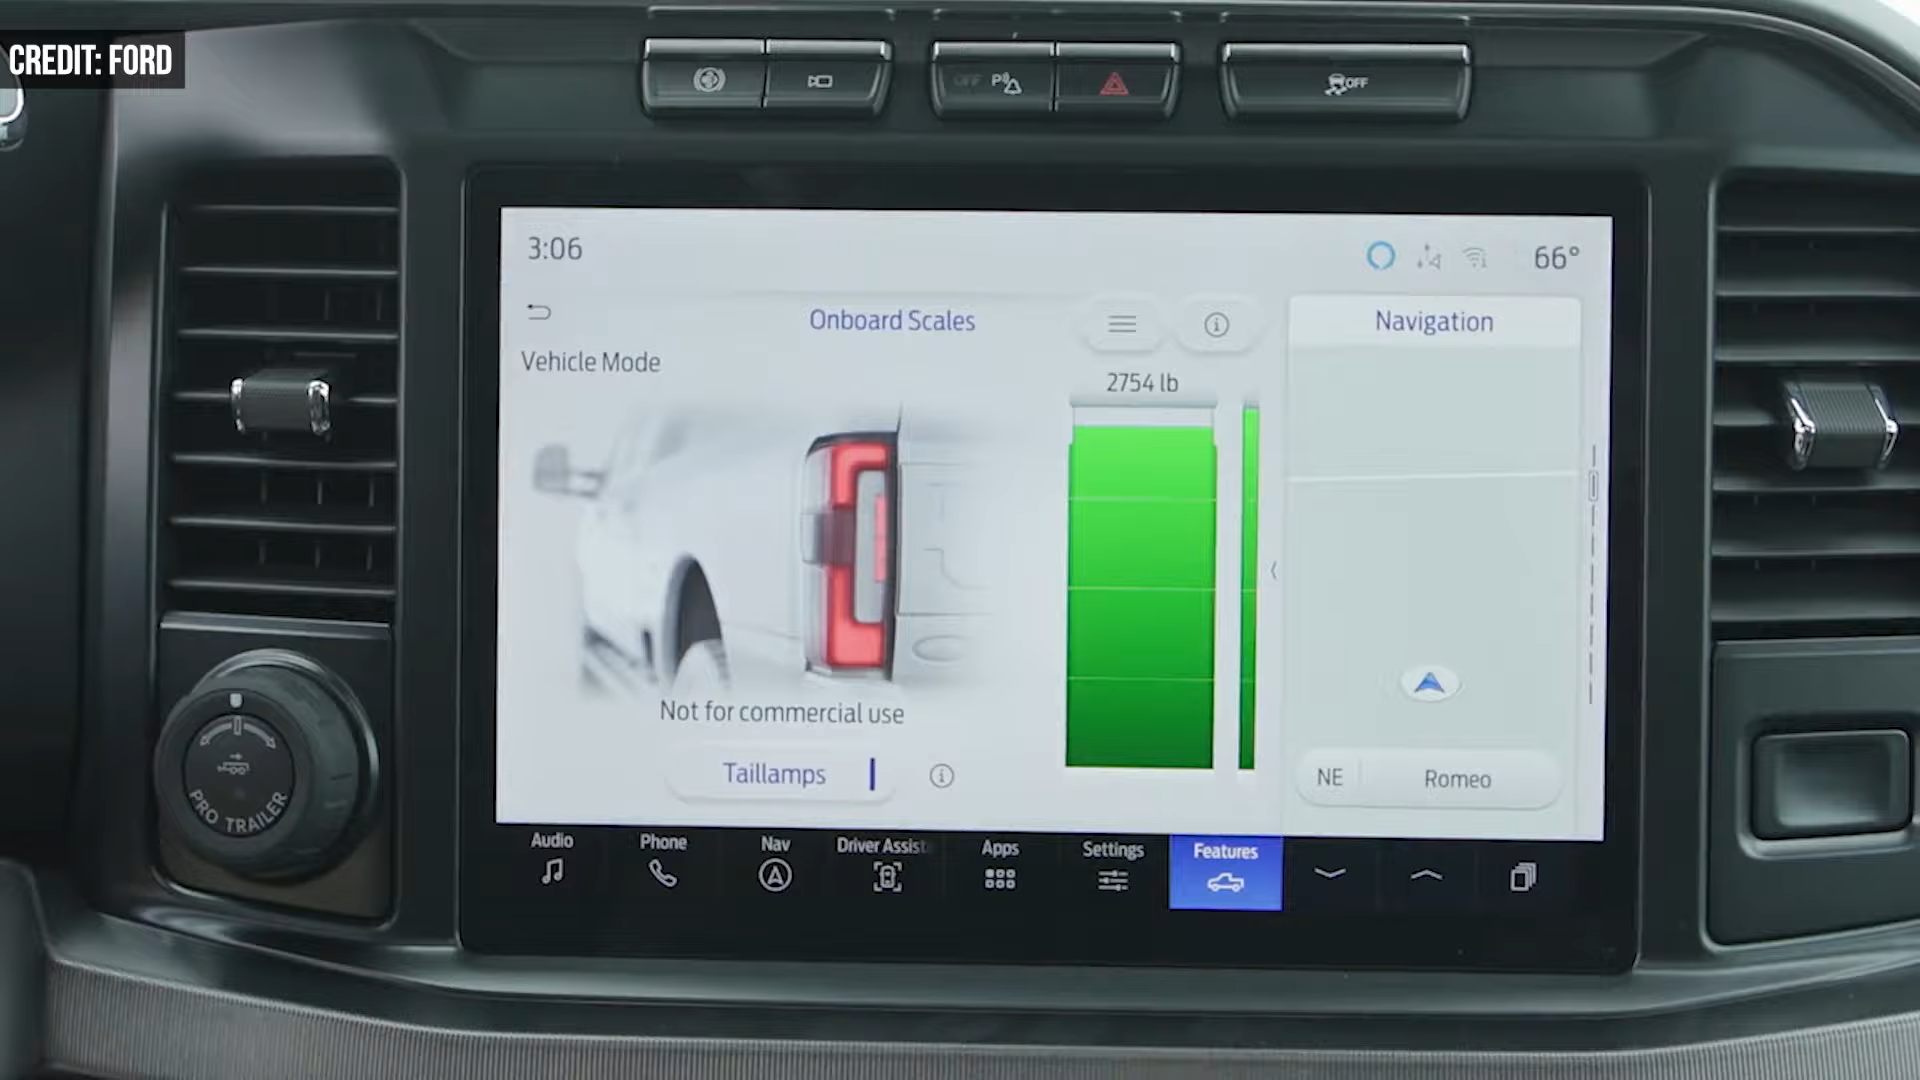 CREDIT: FORD
OFF P
OFF
3:06
66°
Onboard Scales
Navigation
Vehicle Mode
2754 lb
Not for commercial use
Taillamps
NE Romeo
PRO TRAILER
Audio Phone Nav Driver Assist Apps Settings Features